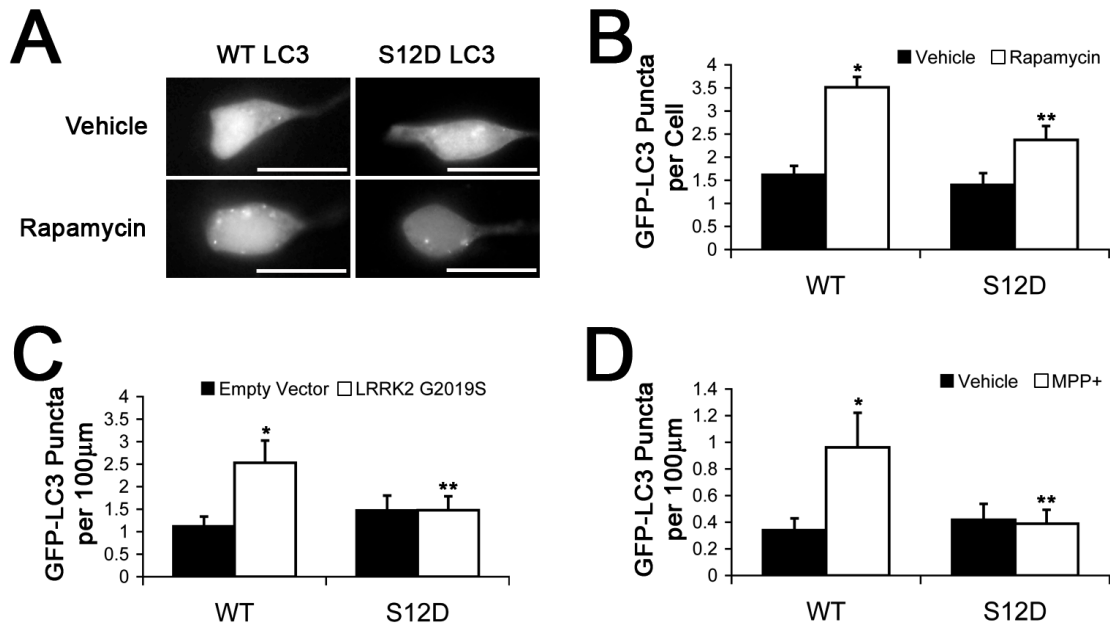 A
WT LC3
S12D LC3
Vehicle
Rapamycin
B
Vehicle
Rapamycin
GFP-LC3 Puncta
per Cell
4
3.5
3
2.5
2
1.5
1
0.5
0
*
**
WT
S12D
C
Empty Vector
LRRK2 G2019S
GFP-LC3 Puncta
per 100µm
4
3.5
3
2.5
2
1.5
1
0.5
0
*
**
WT
S12D
D
Vehicle
MPP+
GFP-LC3 Puncta
per 100µm
1.4
1.2
1
0.8
0.6
0.4
0.2
0
*
**
WT
S12D